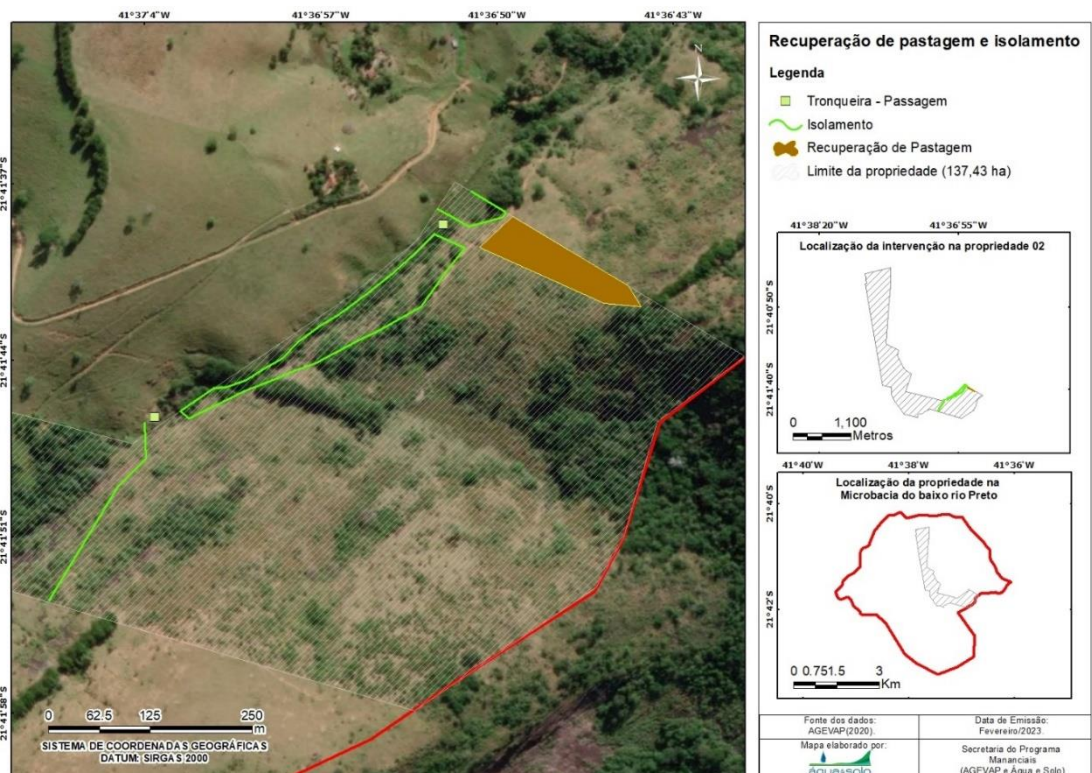 41°37'4"W
41°36'57"W
41°36'50"W
41°36'43"W
21°41'37"S
21°41'44"S
21°41'51"S
21°41'58"S
N
0 62.5 125 250
m
SISTEMA DE COORDENADAS GEOGRÁFICAS
DATUM: SIRGAS 2000
Recuperação de pastagem e isolamento
Legenda
Tronqueira - Passagem
Isolamento
Recuperação de Pastagem
Limite da propriedade (137,43 ha)
41°38'20"W
41°36'55"W
Localização da intervenção na propriedade 02
21°40'50"S
21°41'40"S
0 1,100
Metros
41°40'W
41°38'W
41°36'W
Localização da propriedade na
Microbacia do baixo rio Preto
21°40'S
21°42'S
0 0.751.5 3
Km
Fonte dos dados:
AGEVAP(2020).
Data de Emissão:
Fevereiro/2023.
Mapa elaborado por:
água&solo
Secretaria do Programa
Mananciais
(AGEVAP e Água e Solo)